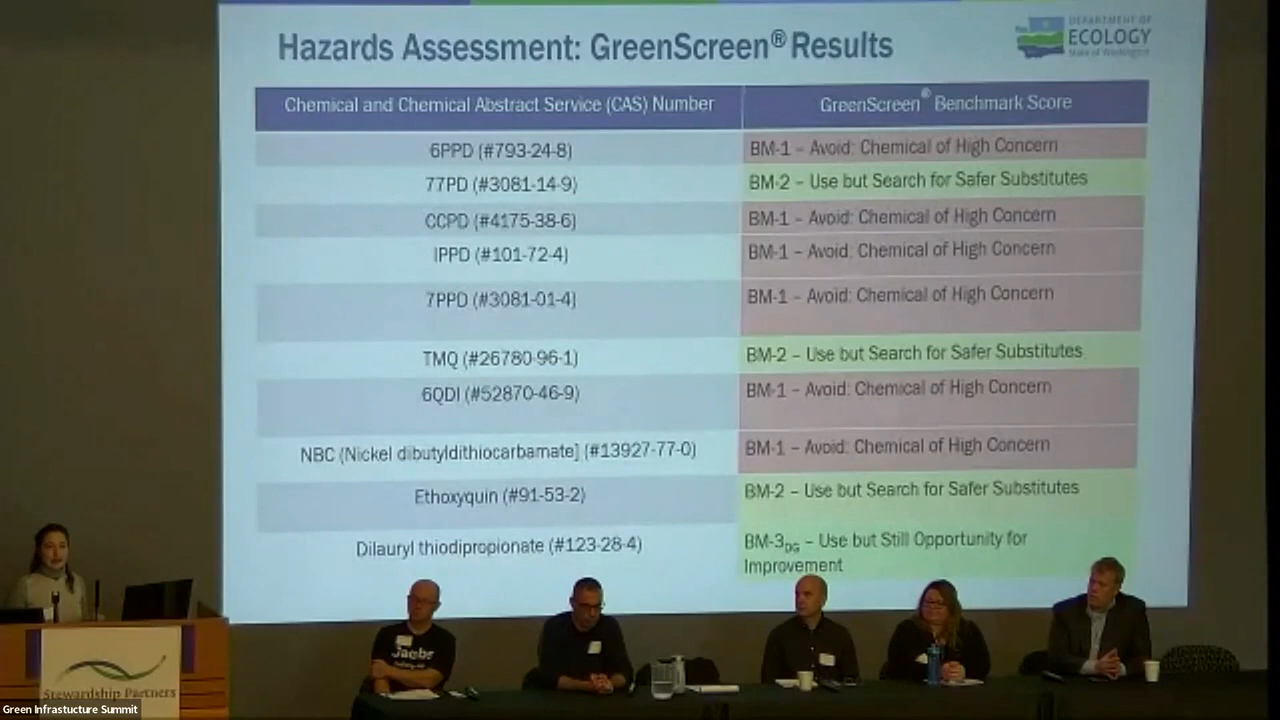 Hazards Assessment: GreenScreen® Results
DEPARTMENT OF
ECOLOGY
State of Washington
Chemical and Chemical Abstract Service (CAS) Number
GreenScreen® Benchmark Score
6PPD (#793-24-8)
BM-1 – Avoid: Chemical of High Concern
77PD (#3081-14-9)
BM-2 – Use but Search for Safer Substitutes
CCPD (#4175-38-6)
BM-1 – Avoid: Chemical of High Concern
IPPD (#101-72-4)
BM-1 – Avoid: Chemical of High Concern
7PPD (#3081-01-4)
BM-1 – Avoid: Chemical of High Concern
TMQ (#26780-96-1)
BM-2 – Use but Search for Safer Substitutes
6QDI (#52870-46-9)
BM-1 – Avoid: Chemical of High Concern
NBC (Nickel dibutyldithiocarbamate] (#13927-77-0)
BM-1 – Avoid: Chemical of High Concern
Ethoxyquin (#91-53-2)
BM-2 – Use but Search for Safer Substitutes
Dilauryl thiodipropionate (#123-28-4)
BM-3DG – Use but Still Opportunity for
Improvement
Jacobs
Stewardship Partners
Green Infrastucture Summit